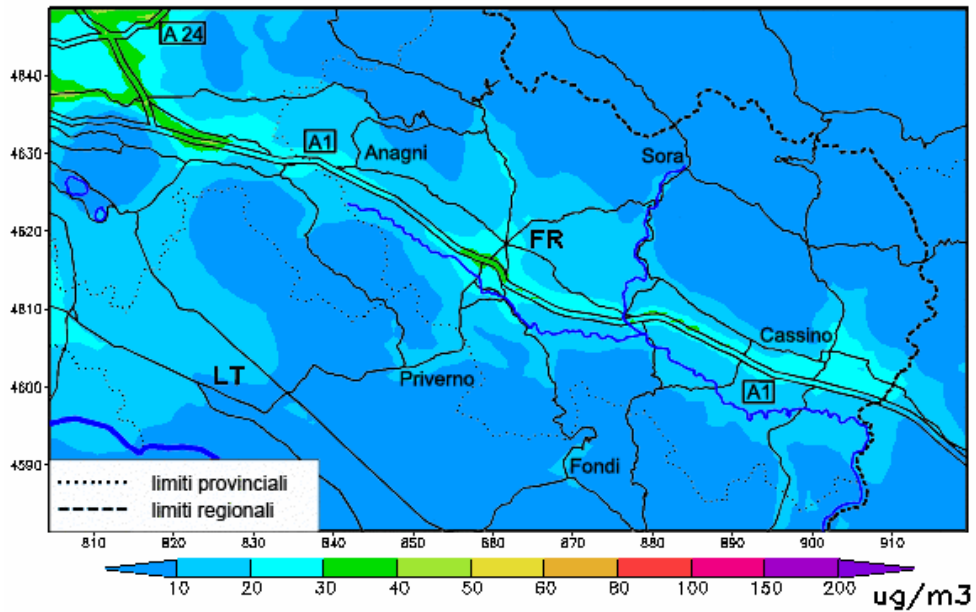 A 24
4840
A1
Anagni
Sora
4630
4620
FR
4810
Cassino
LT
Priverno
4600
A1
4590
Fondi
limiti provinciali
limiti regionali
810 820 830 840 850 860 870 880 890 900 910
10 20 30 40 50 60 80 100 150 200
ug/m3